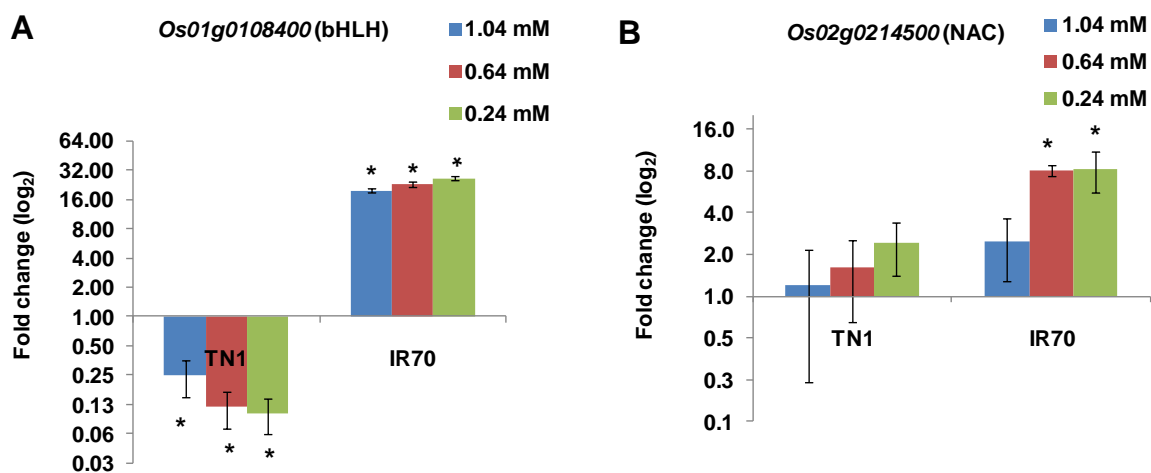 A
Os01g0108400 (bHLH)
1.04 mM
0.64 mM
0.24 mM
Fold change (log2)
64.00
32.00
16.00
8.00
4.00
2.00
1.00
0.50
0.25
0.13
0.06
0.03
* * *
* * *
TN1
IR70
B
Os02g0214500 (NAC)
1.04 mM
0.64 mM
0.24 mM
Fold change (log2)
16.0
8.0
4.0
2.0
1.0
0.5
0.3
0.1
* *
TN1
IR70